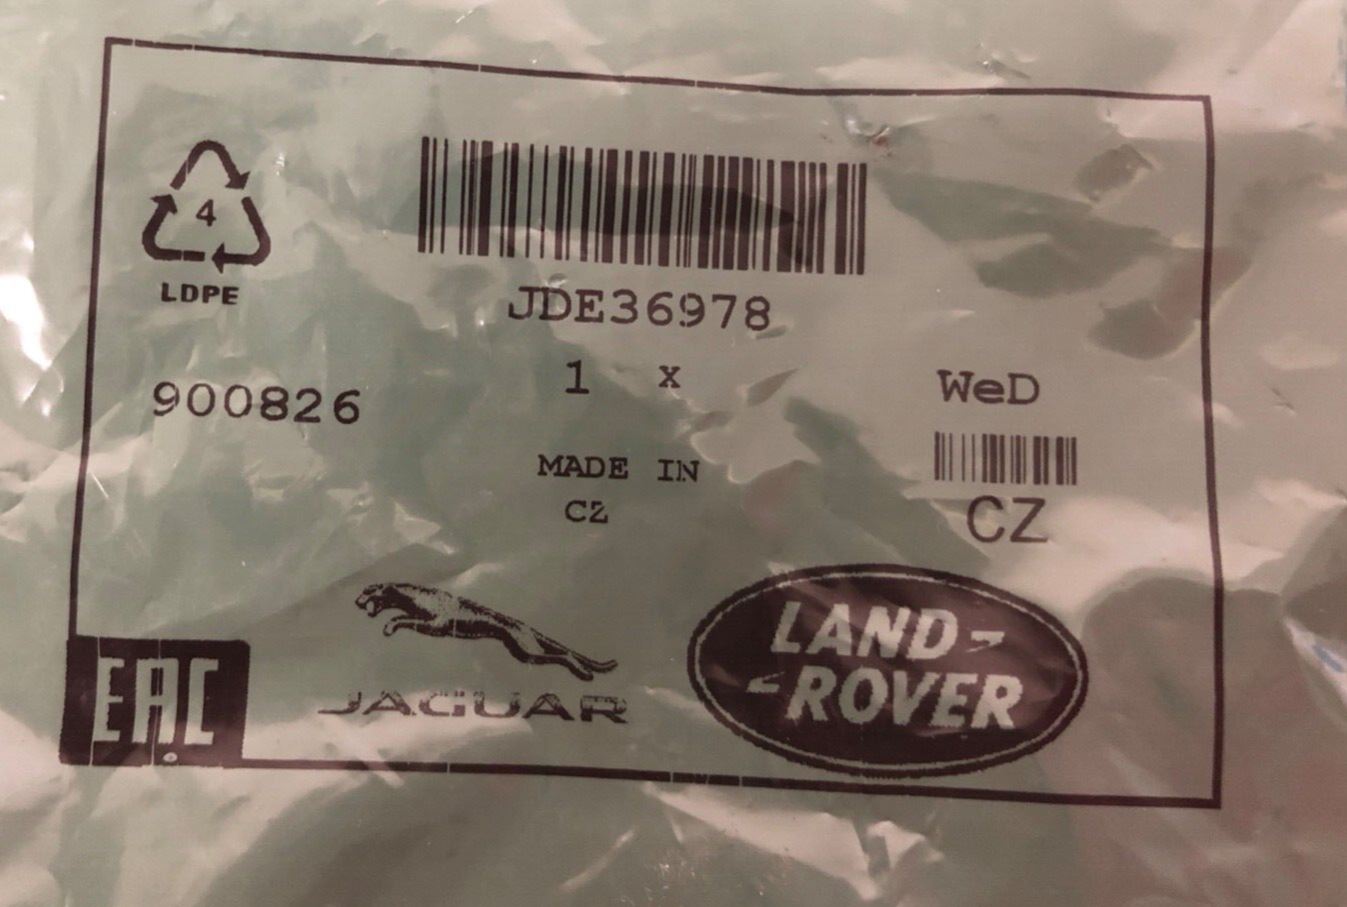 4
LDPE
JDE36978
1 x
900826
WeD
MADE IN
CZ
CZ
EAC
JAGUAR
LAND-
-ROVER